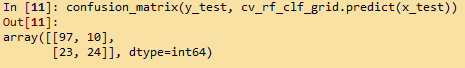 In [11]: confusion_matrix(y_test, cv_rf_clf_grid.predict(x_test))
Out[11]:
array([[97, 10],
       [23, 24]], dtype=int64)